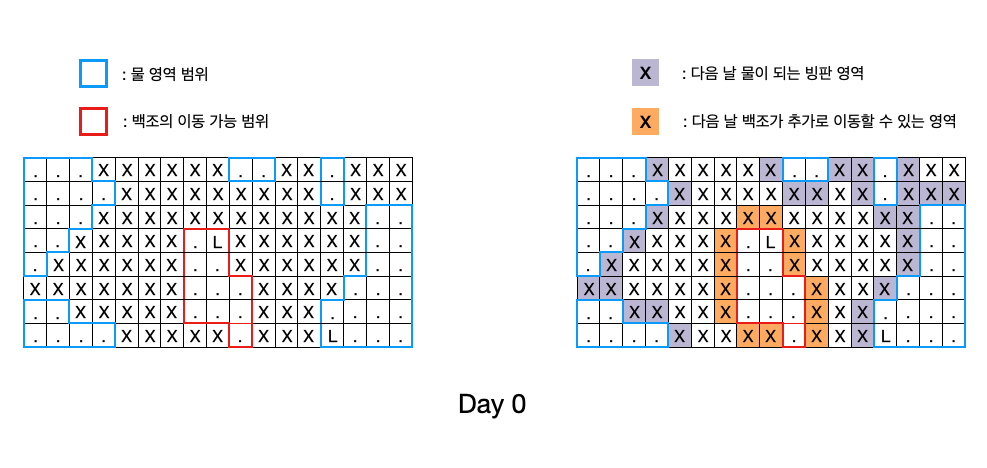 : 물 영역 범위
: 백조의 이동 가능 범위
. . . X X X X X X . . X X . X X X
. . . . X X X X X X X X X . X X X
. . . X X X X X X X X X X X X . .
. . X X X X X . L X X X X X X . .
. X X X X X X . . X X X X X X . .
X X X X X X X . . . X X X X . . .
. . X X X X X . . . X X X . . . .
. . . . X X X X X . X X X L . . .
X : 다음 날 물이 되는 빙판 영역
X : 다음 날 백조가 추가로 이동할 수 있는 영역
. . . X X X X X X . . X X . X X X
. . . . X X X X X X X X X . X X X
. . . X X X X X X X X X X X X . .
. . X X X X X . L X X X X X X . .
. X X X X X X . . X X X X X X . .
X X X X X X X . . . X X X X . . .
. . X X X X X . . . X X X . . . .
. . . . X X X X X . X X X L . . .
Day 0